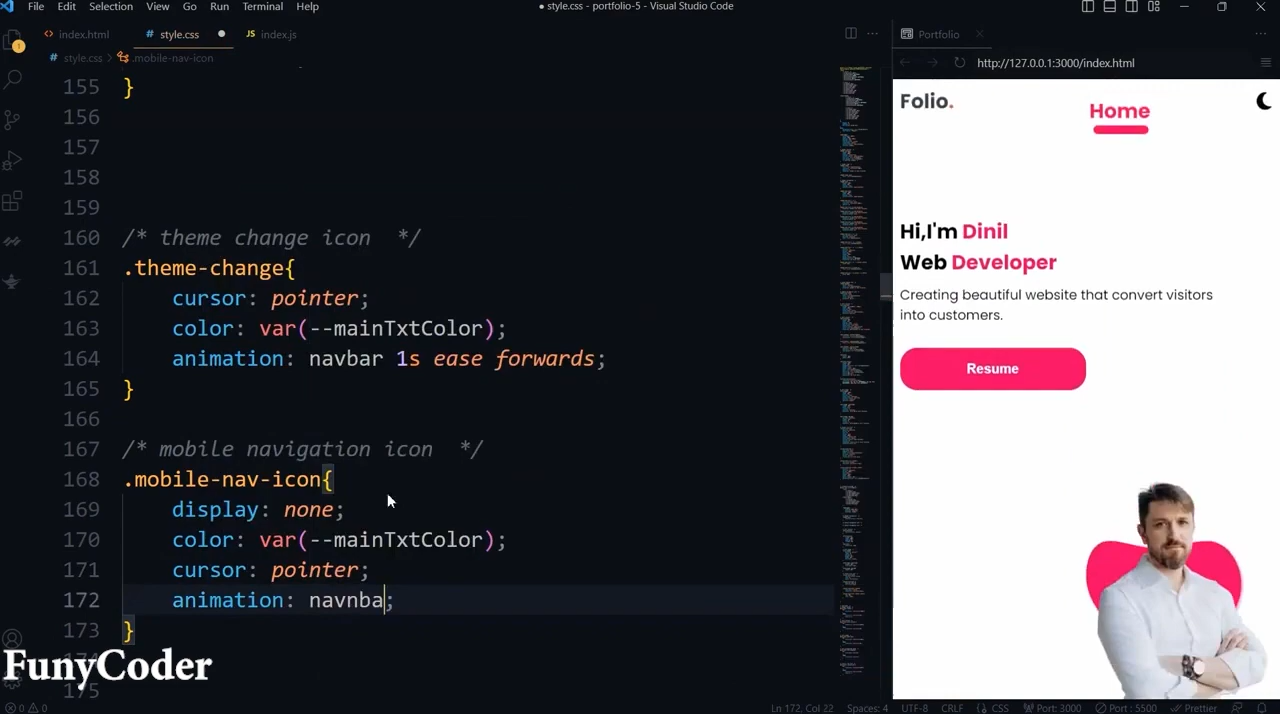 File Edit Selection View Go Run Terminal Help
● style.css - portfolio-5 - Visual Studio Code
index.html # style.css ● JS index.js
# style.css > .mobile-nav-icon
155 }
156
157
158
159
160 /* theme change icon  */
161 .theme-change{
162 cursor: pointer;
163 color: var(--mainTxtColor);
164 animation: navbar 1s ease forwards;
165 }
166
167 /* mobile navigation icon  */
168 .mobile-nav-icon{
169 display: none;
170 color: var(--mainTxtColor);
171 cursor: pointer;
172 animation: navnba;
173 }
175
1
FunyCoder
0 0
Ln 172, Col 22 Spaces: 4 UTF-8 CRLF {} CSS Port: 3000 Port : 5500 Prettier
Portfolio
http://127.0.0.1:3000/index.html
Folio.
Home
Hi,I'm Dinil
Web Developer
Creating beautiful website that convert visitors
into customers.
Resume